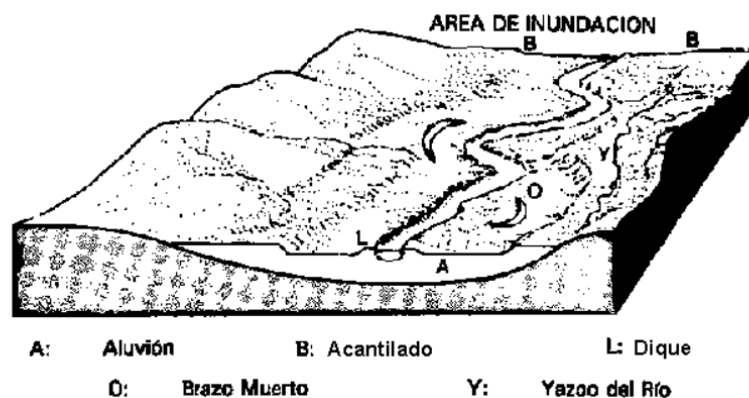 AREA DE INUNDACION
B B
Y
O
L
A
A: Aluvión B: Acantilado L: Dique
O: Brazo Muerto Y: Yazoo del Río